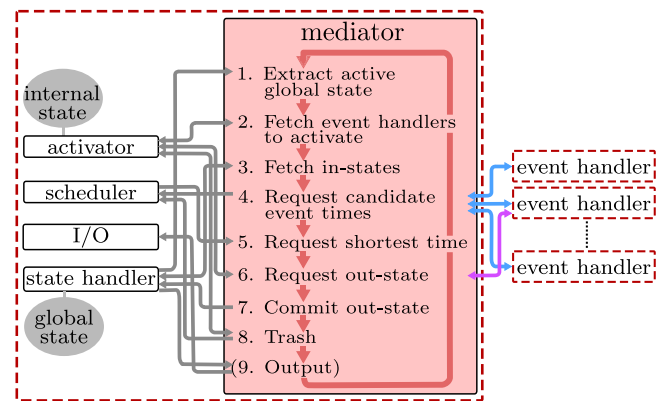 mediator
internal
state
activator
scheduler
I/O
state handler
global
state
1. Extract active
global state
2. Fetch event handlers
to activate
3. Fetch in-states
4. Request candidate
event times
5. Request shortest time
6. Request out-state
7. Commit out-state
8. Trash
(9. Output)
event handler
event handler
event handler